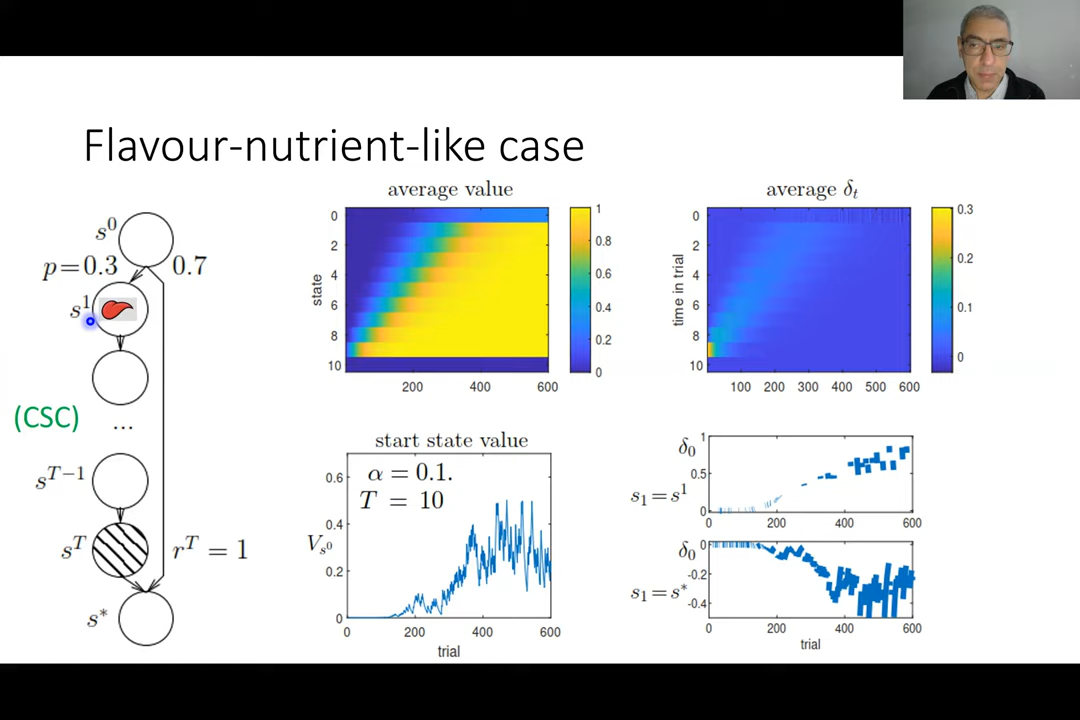 Flavour-nutrient-like case
s⁰
p=0.3 0.7
s¹
(CSC)
...
s^{T−1}
s^T
r^T = 1
s*
average value
0
2
4
6
8
10
state
200 400 600
1
0.8
0.6
0.4
0.2
0
average δ_t
0
2
4
6
8
10
time in trial
100 200 300 400 500 600
0.3
0.2
0.1
0
start state value
α = 0.1.
T = 10
V_{s⁰}
0.6
0.4
0.2
0
0 200 400 600
trial
δ₀
s₁=s¹
1
0.5
0
0 200 400 600
δ₀
s₁=s*
0
-0.2
-0.4
0 200 400 600
trial